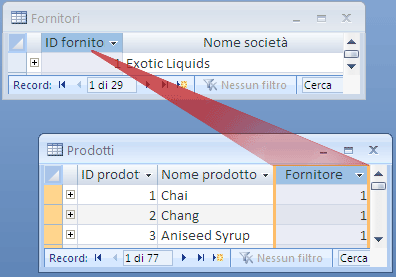 Fornitori
ID fornito Nome società
1 Exotic Liquids
Record: 1 di 29 Nessun filtro Cerca
Prodotti
ID prodot Nome prodotto Fornitore
1 Chai 1
2 Chang 1
3 Aniseed Syrup 1
Record: 1 di 77 Nessun filtro Cerca